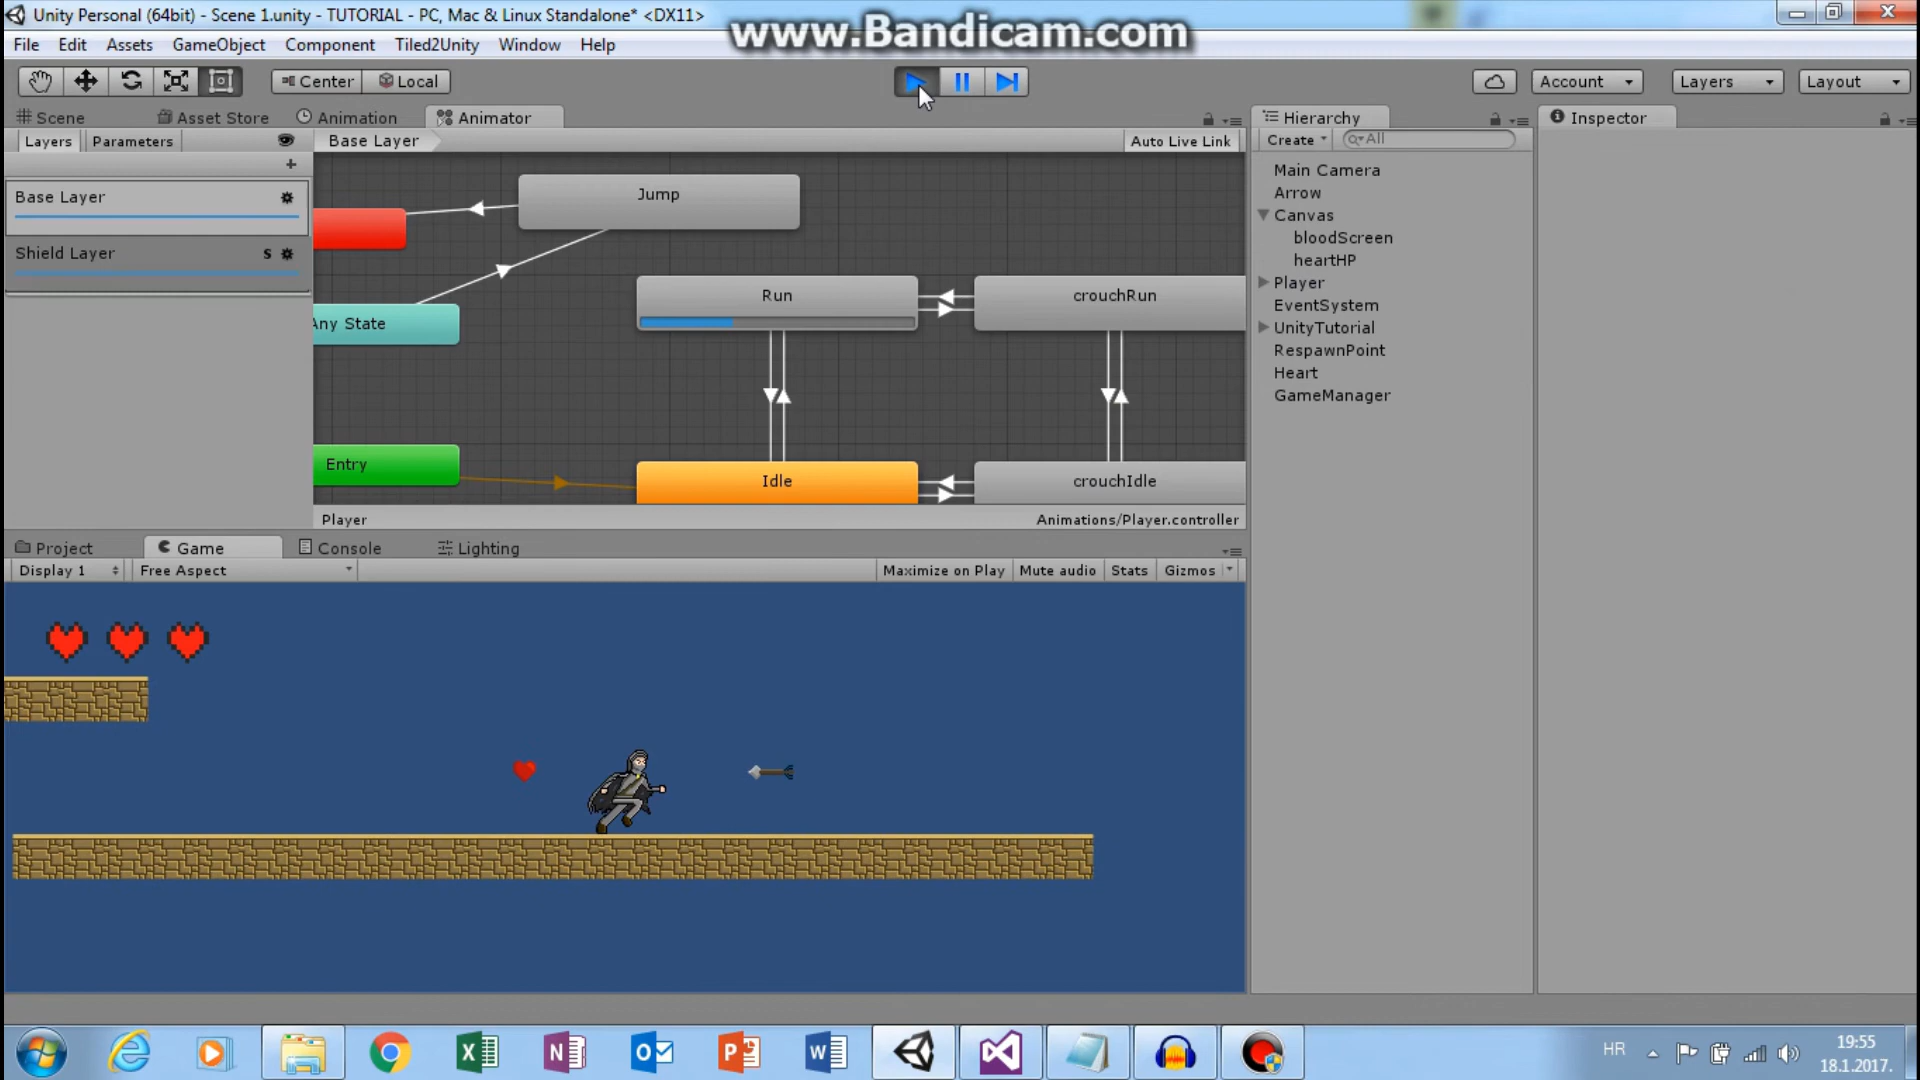 Unity Personal (64bit) - Scene 1.unity - TUTORIAL - PC, Mac & Linux Standalone* <DX11>
www.Bandicam.com
File Edit Assets GameObject Component Tiled2Unity Window Help
Center Local Account Layers Layout
Scene Asset Store Animation Animator Hierarchy Inspector
Layers Parameters Base Layer Auto Live Link Create All
Base Layer
Shield Layer S
Jump
Run
crouchRun
Any State
Entry
Idle
crouchIdle
Player Animations/Player.controller
Main Camera
Arrow
Canvas
bloodScreen
heartHP
Player
EventSystem
UnityTutorial
RespawnPoint
Heart
GameManager
Project Game Console Lighting
Display 1 Free Aspect Maximize on Play Mute audio Stats Gizmos
HR
19:55
18.1.2017.